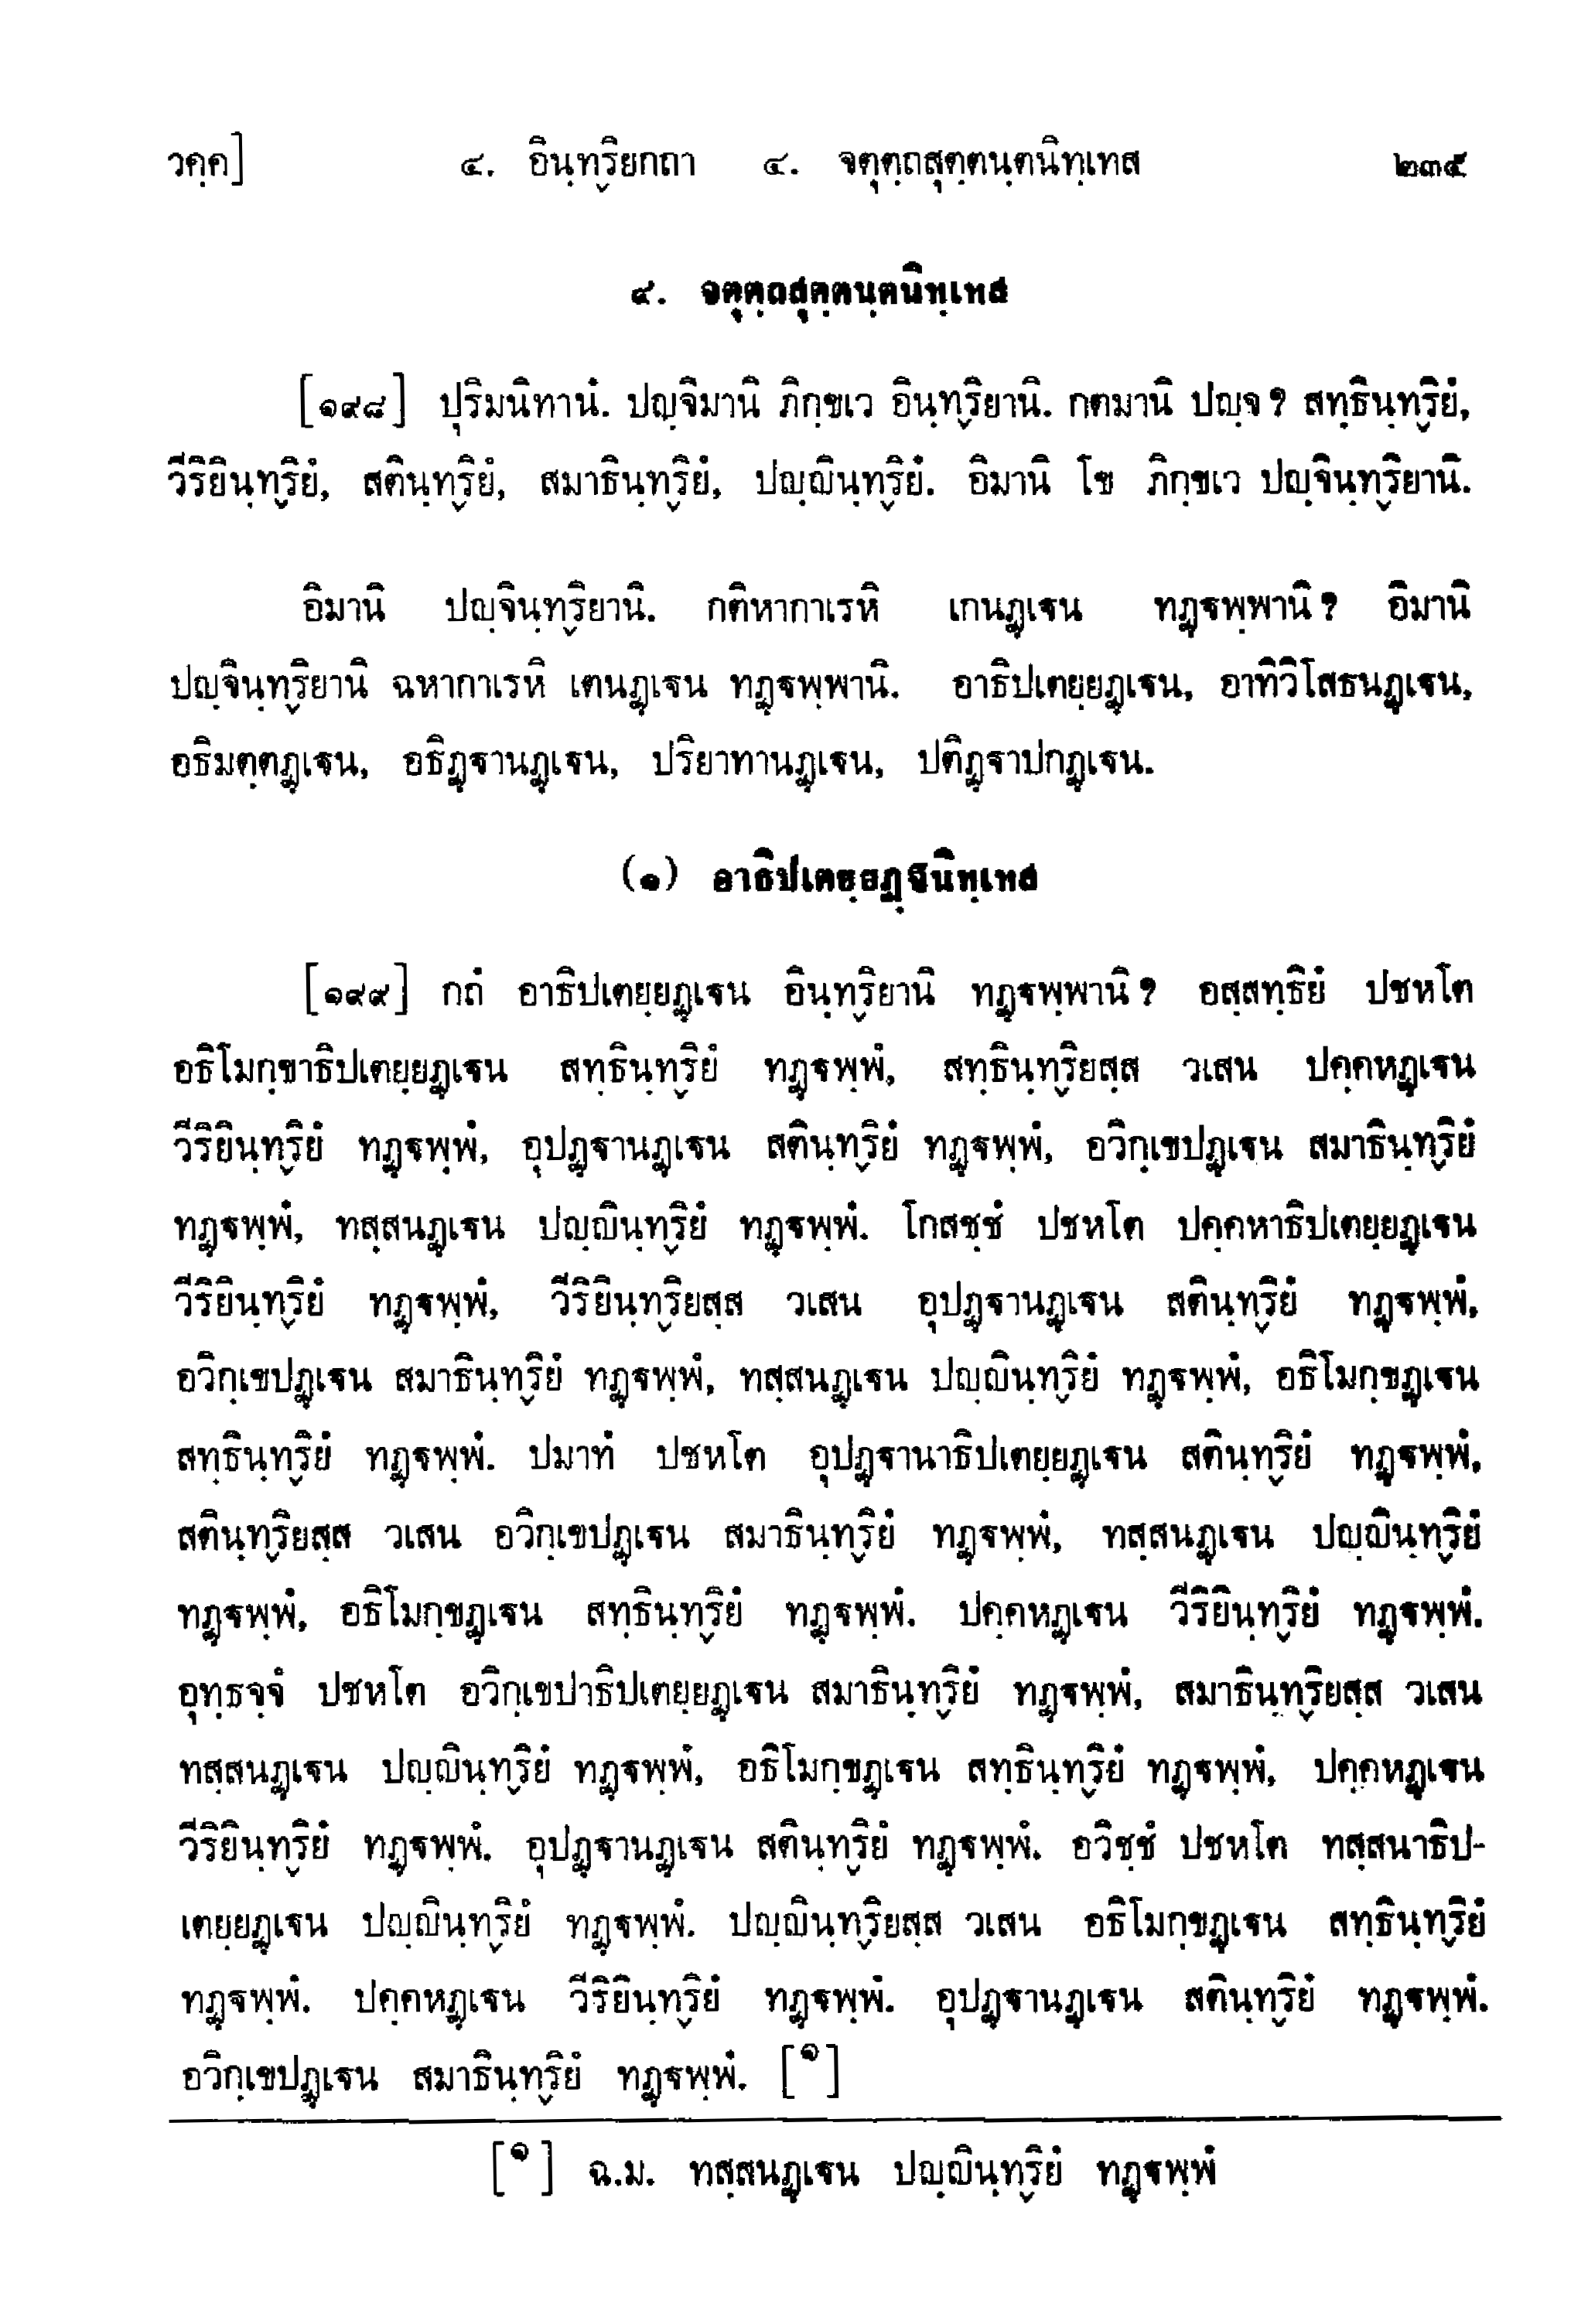 วคฺค]	๔. อินฺทฺริยกถา ๔. จตุตฺถสุตฺตนฺตนิทฺเทส	๒๓๕
๔. จตุตฺถสุตฺตนฺตนิทฺเทส
[๑๙๘] ปุริมนิทานํ. ปญฺจิมานิ ภิกฺขเว อินฺทฺริยานิ. กตมานิ ปญฺจ? สทฺธินฺทฺริยํ,
วีริยินฺทฺริยํ, สตินฺทฺริยํ, สมาธินฺทฺริยํ, ปญฺญินฺทฺริยํ. อิมานิ โข ภิกฺขเว ปญฺจินฺทฺริยานิ.
อิมานิ ปญฺจินฺทฺริยานิ. กติหากาเรหิ เกนฏฺเฐน ทฏฺฐพฺพานิ? อิมานิ
ปญฺจินฺทฺริยานิ ฉหากาเรหิ เตนฏฺเฐน ทฏฺฐพฺพานิ. อาธิปเตยฺยฏฺเฐน, อาทิวิโสธนฏฺเฐน,
อธิมตฺตฏฺเฐน, อธิฏฺฐานฏฺเฐน, ปริยาทานฏฺเฐน, ปติฏฺฐาปกฏฺเฐน.
(๑) อาธิปเตยฺยฏฺฐนิทฺเทส
[๑๙๙] กถํ อาธิปเตยฺยฏฺเฐน อินฺทฺริยานิ ทฏฺฐพฺพานิ? อสฺสทฺธิยํ ปชหโต
อธิโมกฺขาธิปเตยฺยฏฺเฐน สทฺธินฺทฺริยํ ทฏฺฐพฺพํ, สทฺธินฺทฺริยสฺส วเสน ปคฺคหฏฺเฐน
วีริยินฺทฺริยํ ทฏฺฐพฺพํ, อุปฏฺฐานฏฺเฐน สตินฺทฺริยํ ทฏฺฐพฺพํ, อวิกฺเขปฏฺเฐน สมาธินฺทฺริยํ
ทฏฺฐพฺพํ, ทสฺสนฏฺเฐน ปญฺญินฺทฺริยํ ทฏฺฐพฺพํ. โกสชฺชํ ปชหโต ปคฺคหาธิปเตยฺยฏฺเฐน
วีริยินฺทฺริยํ ทฏฺฐพฺพํ, วีริยินฺทฺริยสฺส วเสน อุปฏฺฐานฏฺเฐน สตินฺทฺริยํ ทฏฺฐพฺพํ,
อวิกฺเขปฏฺเฐน สมาธินฺทฺริยํ ทฏฺฐพฺพํ, ทสฺสนฏฺเฐน ปญฺญินฺทฺริยํ ทฏฺฐพฺพํ, อธิโมกฺขฏฺเฐน
สทฺธินฺทฺริยํ ทฏฺฐพฺพํ. ปมาทํ ปชหโต อุปฏฺฐานาธิปเตยฺยฏฺเฐน สตินฺทฺริยํ ทฏฺฐพฺพํ,
สตินฺทฺริยสฺส วเสน อวิกฺเขปฏฺเฐน สมาธินฺทฺริยํ ทฏฺฐพฺพํ, ทสฺสนฏฺเฐน ปญฺญินฺทฺริยํ
ทฏฺฐพฺพํ, อธิโมกฺขฏฺเฐน สทฺธินฺทฺริยํ ทฏฺฐพฺพํ. ปคฺคหฏฺเฐน วีริยินฺทฺริยํ ทฏฺฐพฺพํ.
อุทฺธจฺจํ ปชหโต อวิกฺเขปาธิปเตยฺยฏฺเฐน สมาธินฺทฺริยํ ทฏฺฐพฺพํ, สมาธินฺทฺริยสฺส วเสน
ทสฺสนฏฺเฐน ปญฺญินฺทฺริยํ ทฏฺฐพฺพํ, อธิโมกฺขฏฺเฐน สทฺธินฺทฺริยํ ทฏฺฐพฺพํ, ปคฺคหฏฺเฐน
วีริยินฺทฺริยํ ทฏฺฐพฺพํ. อุปฏฺฐานฏฺเฐน สตินฺทฺริยํ ทฏฺฐพฺพํ. อวิชฺชํ ปชหโต ทสฺสนาธิป-
เตยฺยฏฺเฐน ปญฺญินฺทฺริยํ ทฏฺฐพฺพํ. ปญฺญินฺทฺริยสฺส วเสน อธิโมกฺขฏฺเฐน สทฺธินฺทฺริยํ
ทฏฺฐพฺพํ. ปคฺคหฏฺเฐน วีริยินฺทฺริยํ ทฏฺฐพฺพํ. อุปฏฺฐานฏฺเฐน สตินฺทฺริยํ ทฏฺฐพฺพํ.
อวิกฺเขปฏฺเฐน สมาธินฺทฺริยํ ทฏฺฐพฺพํ. [๑]
[๑] ฉ.ม. ทสฺสนฏฺเฐน ปญฺญินฺทฺริยํ ทฏฺฐพฺพํ